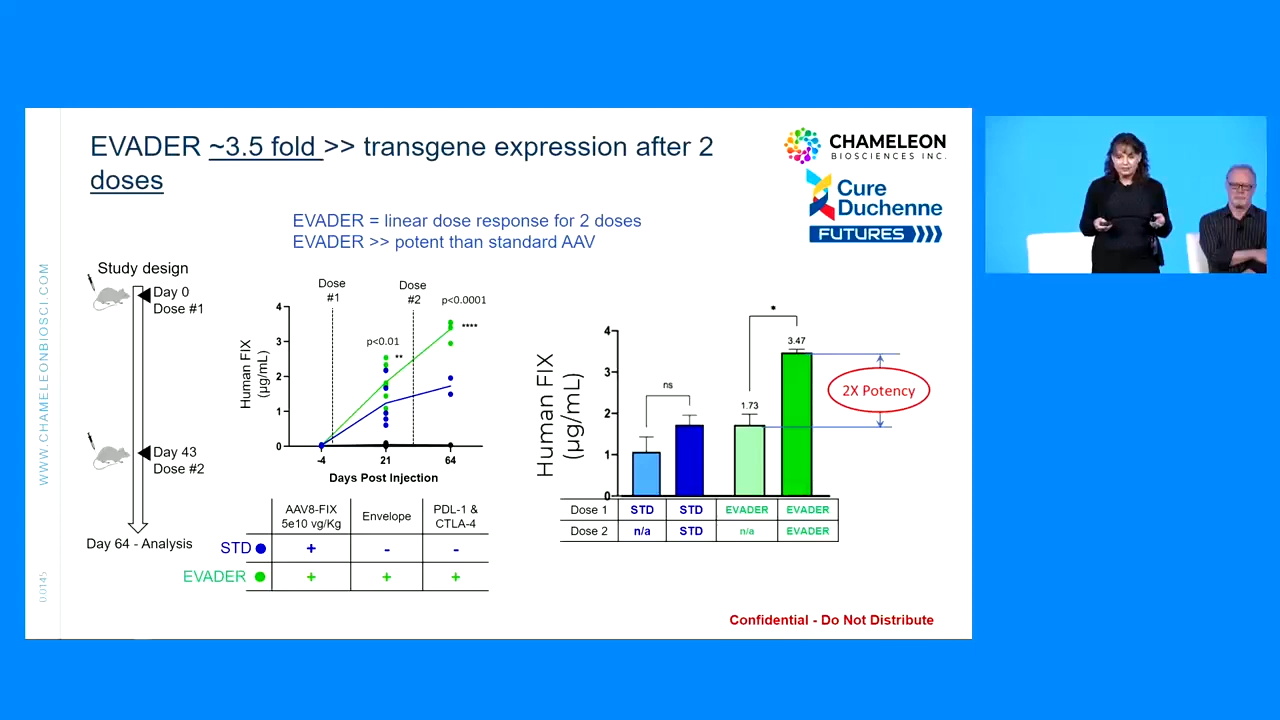 EVADER ~3.5 fold >> transgene expression after 2
doses
CHAMELEON
BIOSCIENCES INC.
Cure
Duchenne
FUTURES
EVADER = linear dose response for 2 doses
EVADER >> potent than standard AAV
WWW.CHAMELEONBIOSCI.COM
Study design
Day 0
Dose #1
Day 43
Dose #2
Day 64 - Analysis
Dose
#1
Dose
#2
p<0.0001
****
p<0.01
**
Human FIX
(µg/mL)
4
3
2
1
0
-4
21
64
Days Post Injection
AAV8-FIX
5e10 vg/Kg
Envelope
PDL-1 &
CTLA-4
STD + - -
EVADER + + +
Human FIX
(µg/mL)
4
3
2
1
0
ns
*
1.73
3.47
2X Potency
Dose 1 STD STD EVADER EVADER
Dose 2 n/a STD n/a EVADER
Confidential - Do Not Distribute